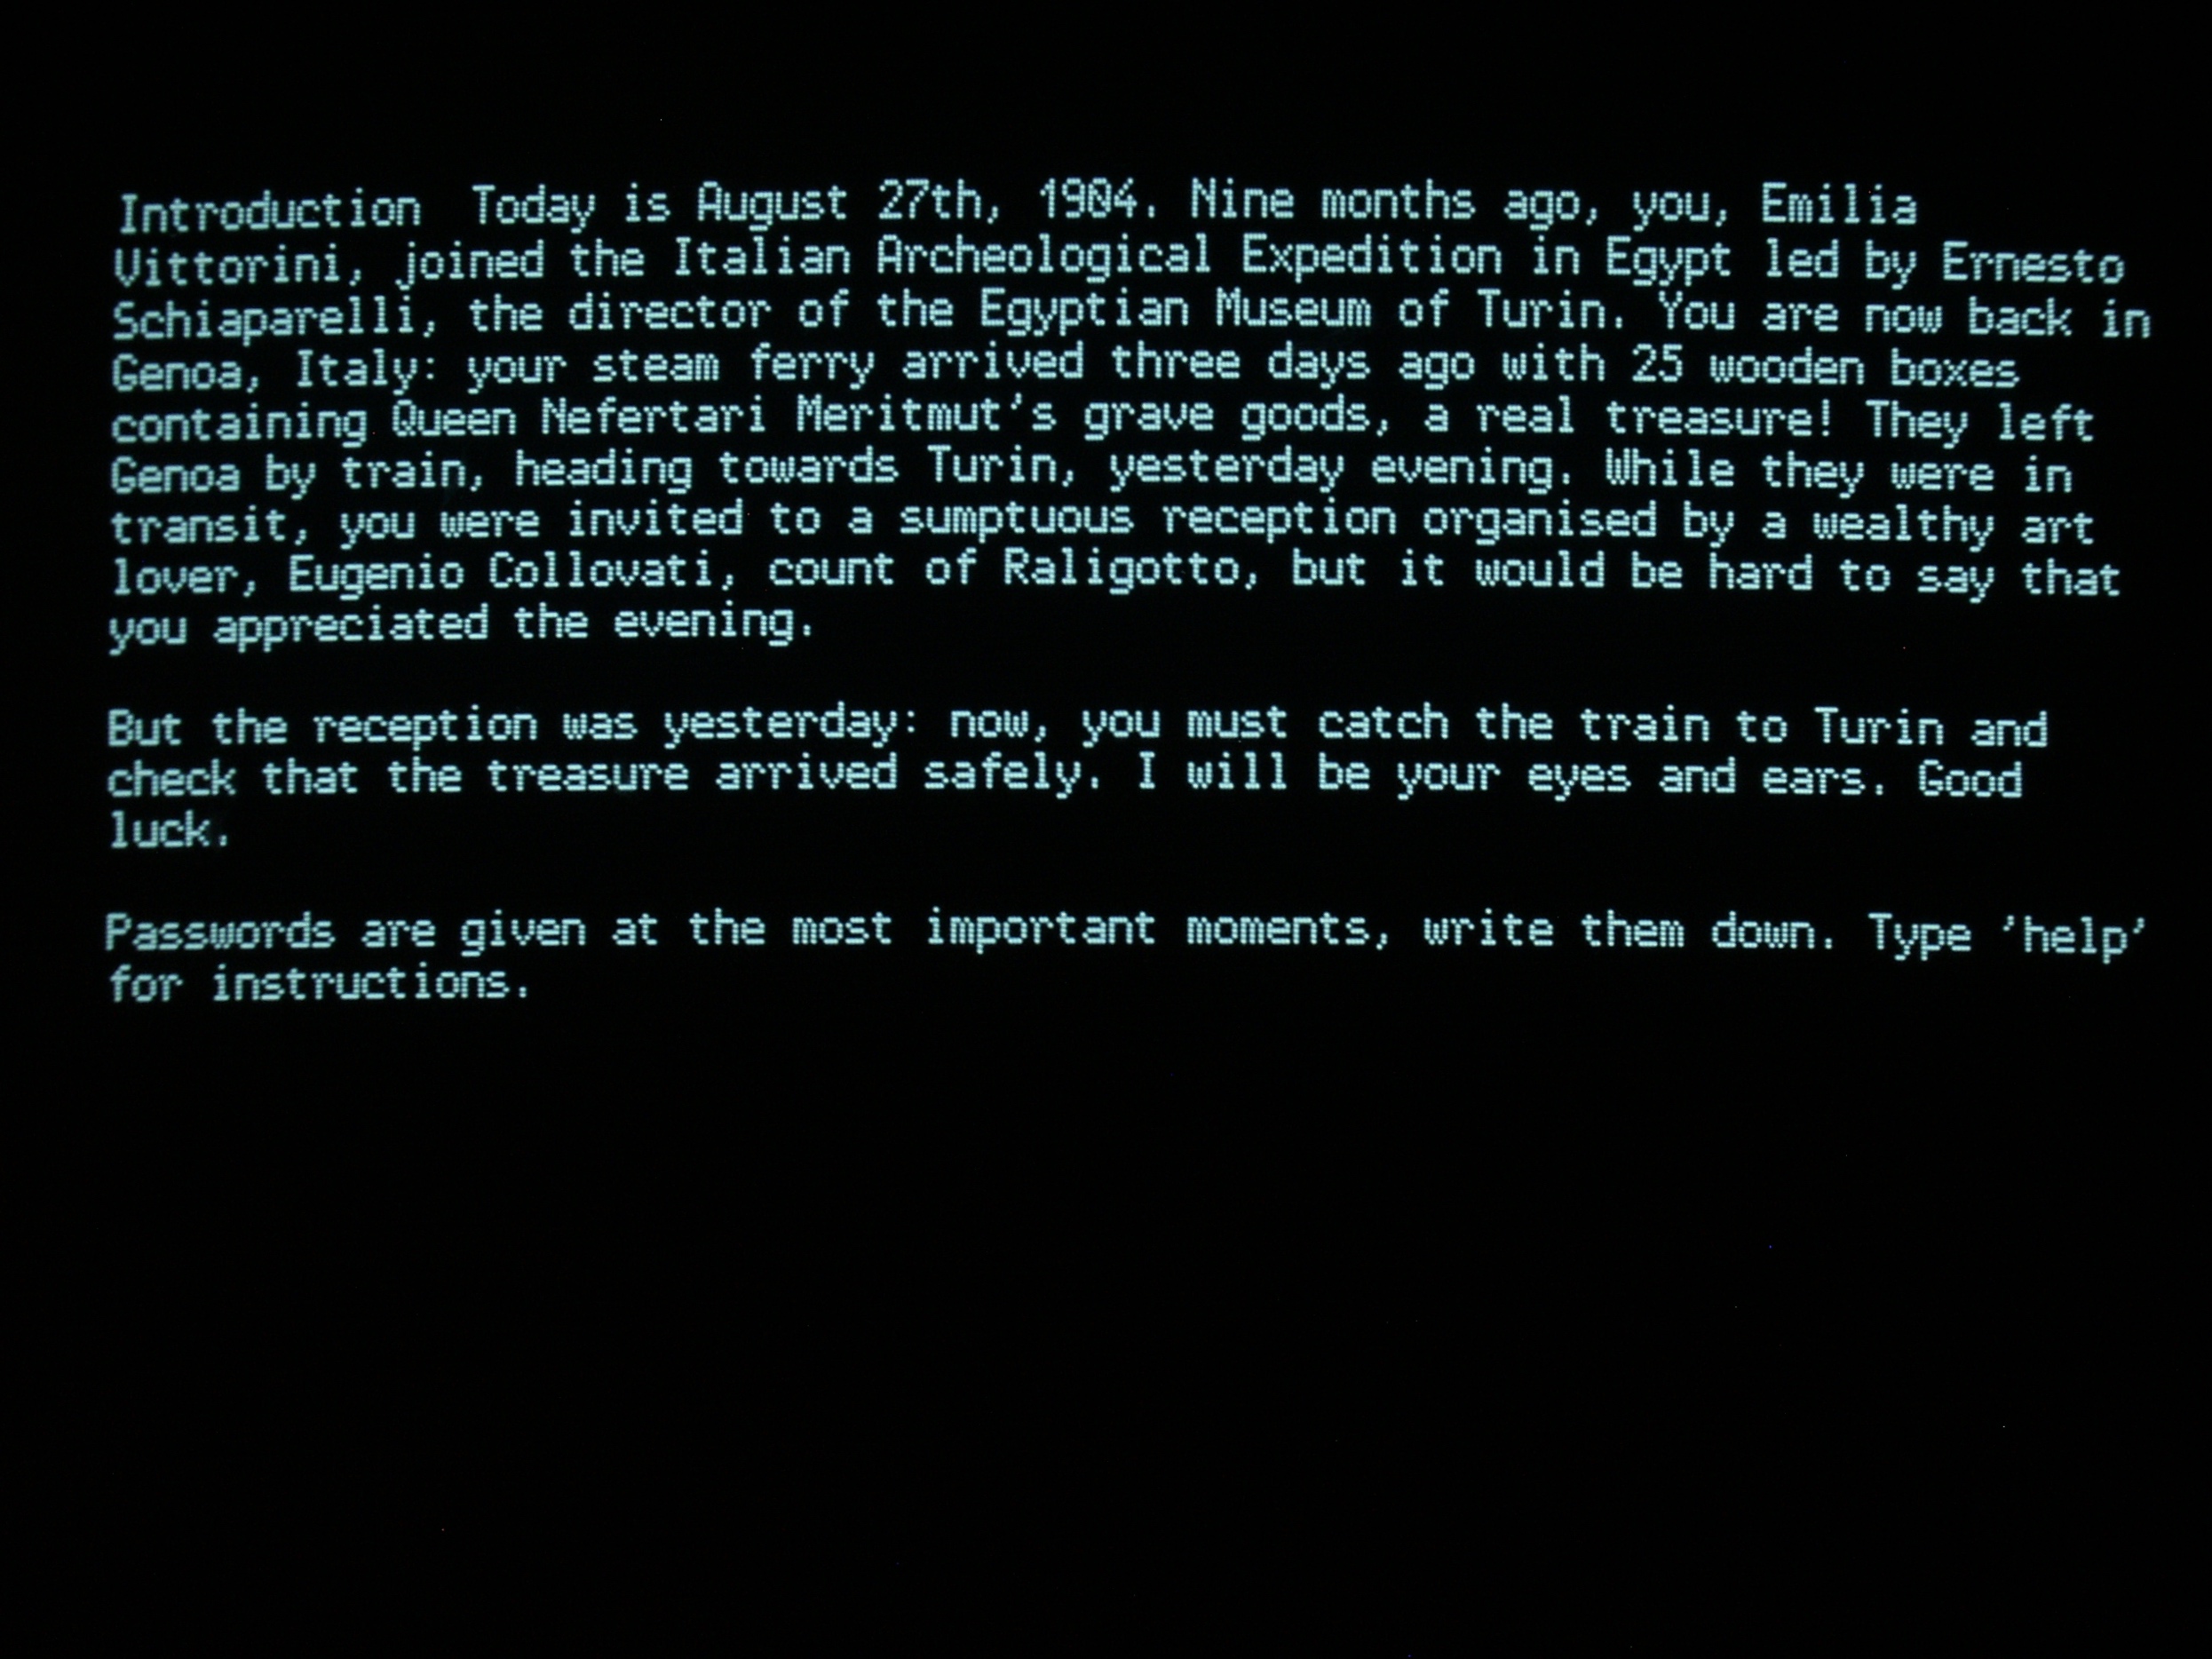 Introduction  Today is August 27th, 1904. Nine months ago, you, Emilia
Vittorini, joined the Italian Archeological Expedition in Egypt led by Ernesto
Schiaparelli, the director of the Egyptian Museum of Turin. You are now back in
Genoa, Italy: your steam ferry arrived three days ago with 25 wooden boxes
containing Queen Nefertari Meritmut's grave goods, a real treasure! They left
Genoa by train, heading towards Turin, yesterday evening. While they were in
transit, you were invited to a sumptuous reception organised by a wealthy art
lover, Eugenio Collovati, count of Raligotto, but it would be hard to say that
you appreciated the evening.

But the reception was yesterday: now, you must catch the train to Turin and
check that the treasure arrived safely. I will be your eyes and ears. Good
luck.

Passwords are given at the most important moments, write them down. Type 'help'
for instructions.